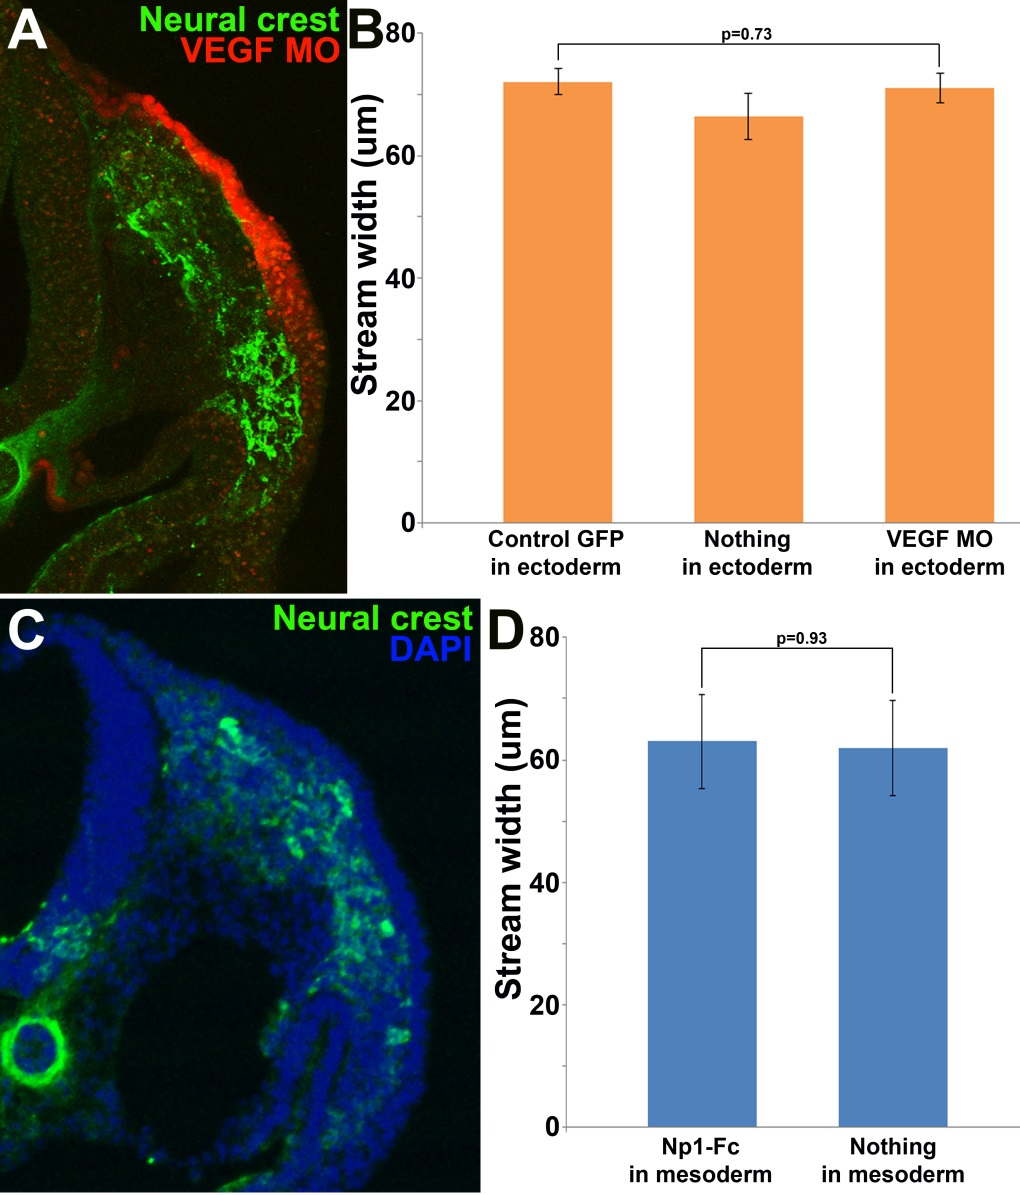 A
Neural crest
VEGF MO
B
Stream width (um)
80
60
40
20
0
p=0.73
Control GFP
in ectoderm
Nothing
in ectoderm
VEGF MO
in ectoderm
C
Neural crest
DAPI
D
Stream width (um)
80
60
40
20
0
p=0.93
Np1-Fc
in mesoderm
Nothing
in mesoderm